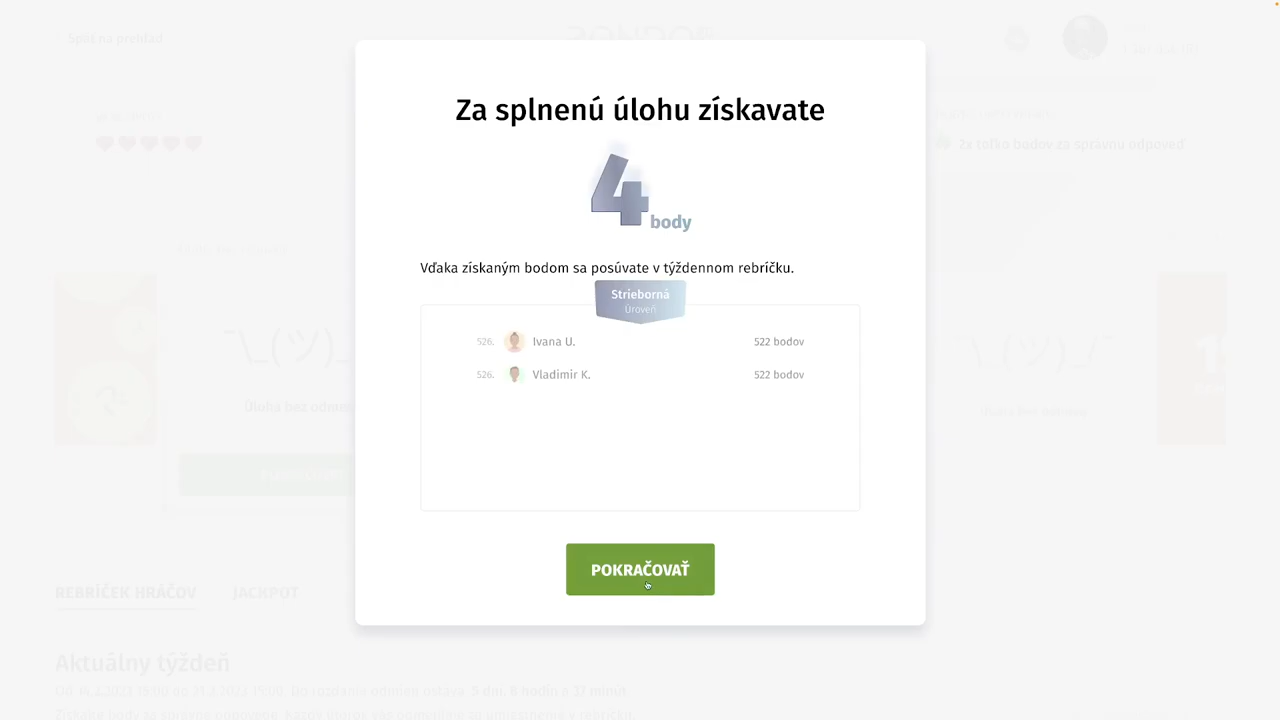 Späť na prehľad
Za splnenú úlohu získavate
2x toľko bodov za správnu odpoveď
4 body
Vďaka získaným bodom sa posúvate v týždennom rebríčku.
Strieborná
Úroveň
526. Ivana U. 522 bodov
526. Vladimir K. 522 bodov
¯\_(ツ)_
¯\_(ツ)_/¯
Úloha bez odmeny
POKRAČOVAŤ
REBRÍČEK HRÁČOV JACKPOT
Aktuálny týždeň